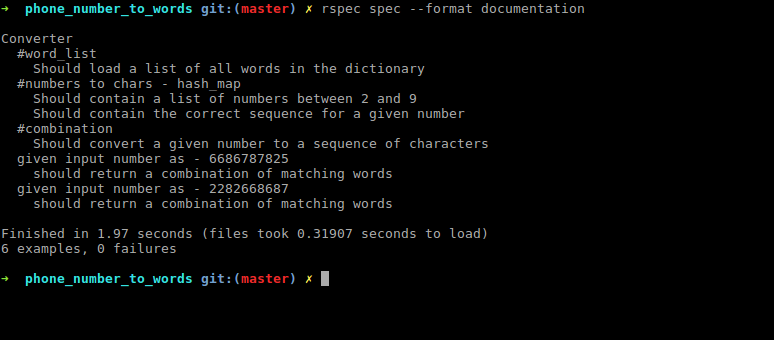 ➜  phone_number_to_words git:(master) ✗ rspec spec --format documentation
Converter
  #word_list
    Should load a list of all words in the dictionary
  #numbers to chars - hash_map
    Should contain a list of numbers between 2 and 9
    Should contain the correct sequence for a given number
  #combination
    Should convert a given number to a sequence of characters
  given input number as - 6686787825
    should return a combination of matching words
  given input number as - 2282668687
    should return a combination of matching words
Finished in 1.97 seconds (files took 0.31907 seconds to load)
6 examples, 0 failures
➜  phone_number_to_words git:(master) ✗